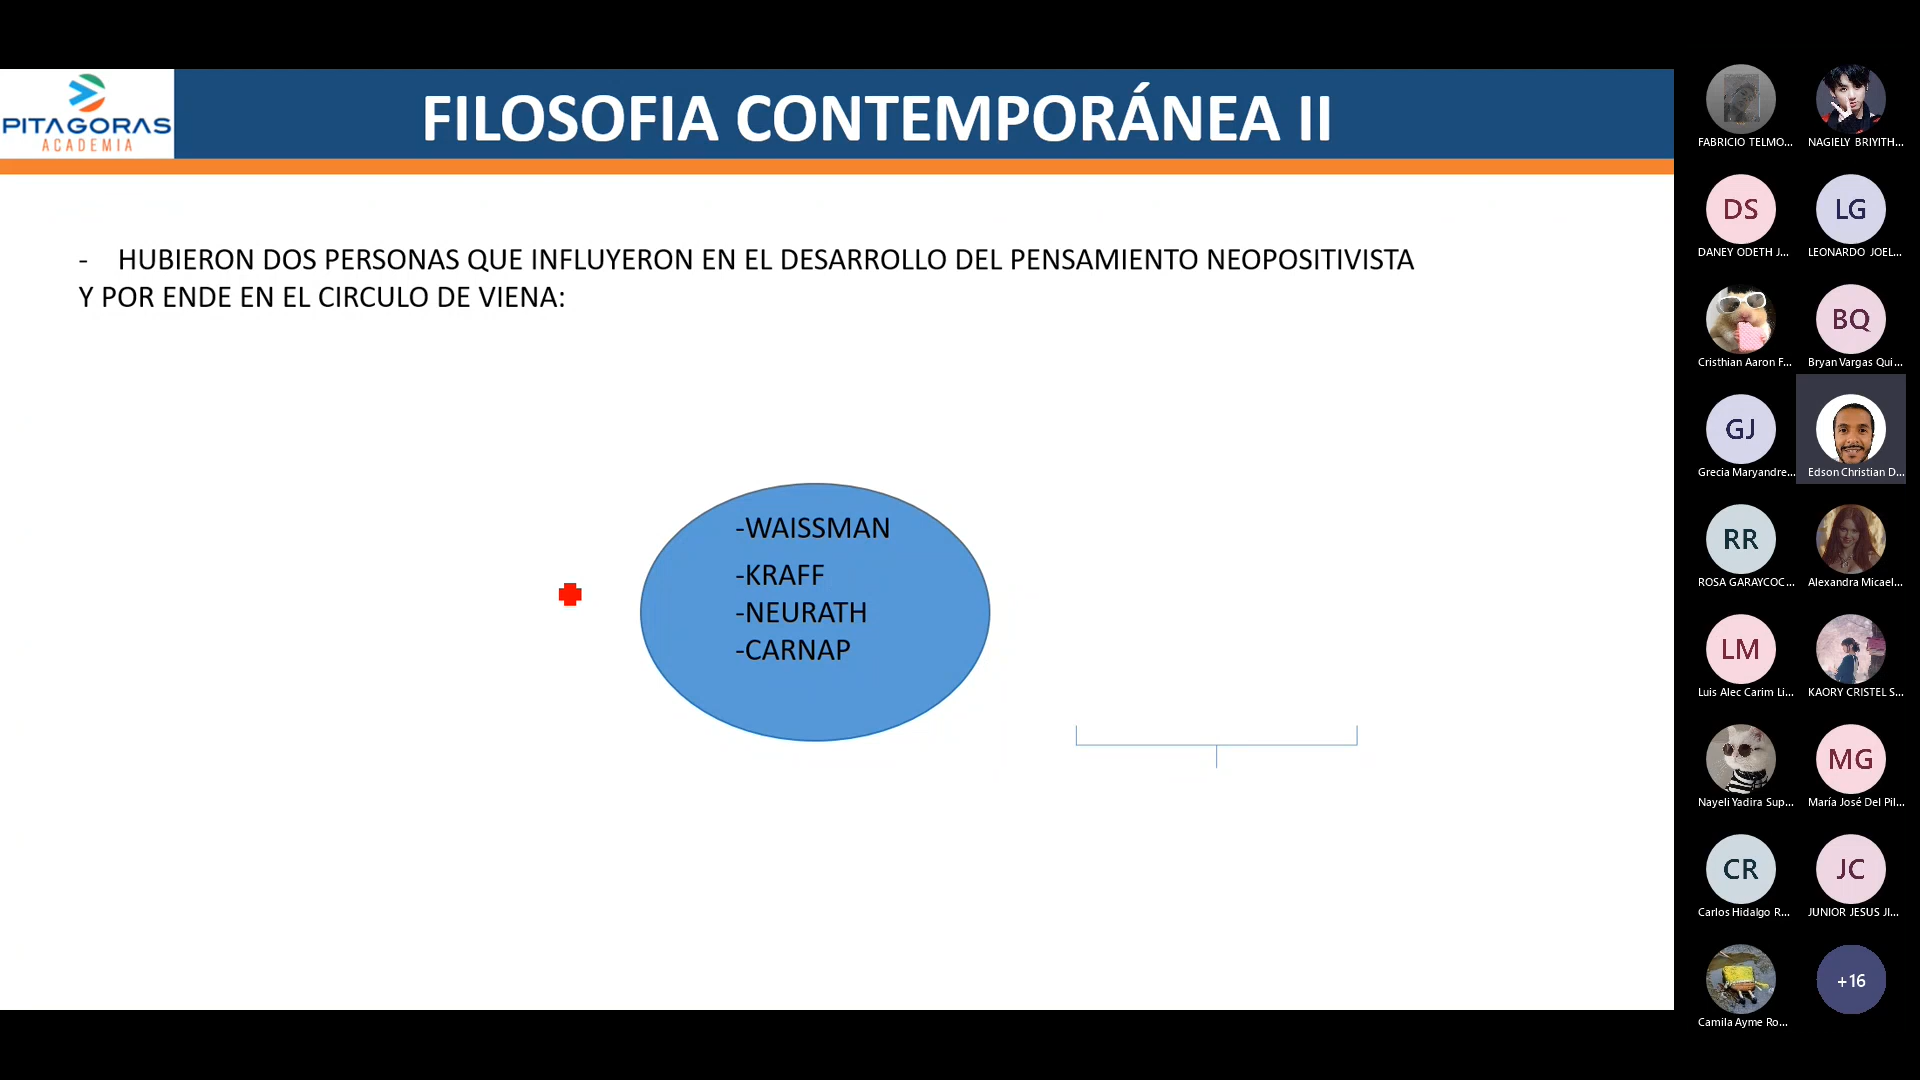 PITAGORAS
ACADEMIA
FILOSOFIA CONTEMPORÁNEA II
- HUBIERON DOS PERSONAS QUE INFLUYERON EN EL DESARROLLO DEL PENSAMIENTO NEOPOSITIVISTA
Y POR ENDE EN EL CIRCULO DE VIENA:
-WAISSMAN
-KRAFF
-NEURATH
-CARNAP
FABRICIO TELMO...
NAGIELY BRIYITH...
DS
LG
DANEY ODETH J...
LEONARDO JOEL...
BQ
Cristhian Aaron F...
Bryan Vargas Qui...
GJ
Grecia Maryandre...
Edson Christian D...
RR
ROSA GARAYCOC...
Alexandra Micael...
LM
Luis Alec Carim Li...
KAORY CRISTEL S...
MG
Nayeli Yadira Sup...
María José Del Pil...
CR
JC
Carlos Hidalgo R...
JUNIOR JESUS JI...
+16
Camila Ayme Ro...